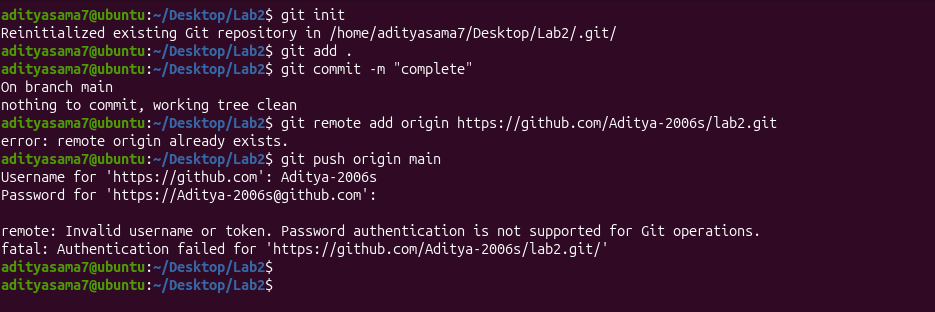 adityasama7@ubuntu:~/Desktop/Lab2$ git init
Reinitialized existing Git repository in /home/adityasama7/Desktop/Lab2/.git/
adityasama7@ubuntu:~/Desktop/Lab2$ git add .
adityasama7@ubuntu:~/Desktop/Lab2$ git commit -m "complete"
On branch main
nothing to commit, working tree clean
adityasama7@ubuntu:~/Desktop/Lab2$ git remote add origin https://github.com/Aditya-2006s/lab2.git
error: remote origin already exists.
adityasama7@ubuntu:~/Desktop/Lab2$ git push origin main
Username for 'https://github.com': Aditya-2006s
Password for 'https://Aditya-2006s@github.com':
remote: Invalid username or token. Password authentication is not supported for Git operations.
fatal: Authentication failed for 'https://github.com/Aditya-2006s/lab2.git/'
adityasama7@ubuntu:~/Desktop/Lab2$
adityasama7@ubuntu:~/Desktop/Lab2$